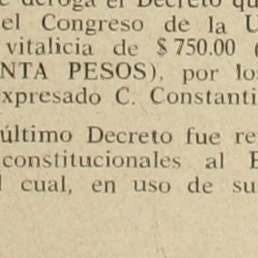 deroga el Decreto qu
el Congreso de la U
vitalicia de $ 750.00 (
NTA PESOS), por los
expresado C. Constanti
último Decreto fue re
constitucionales al E
l cual, en uso de su